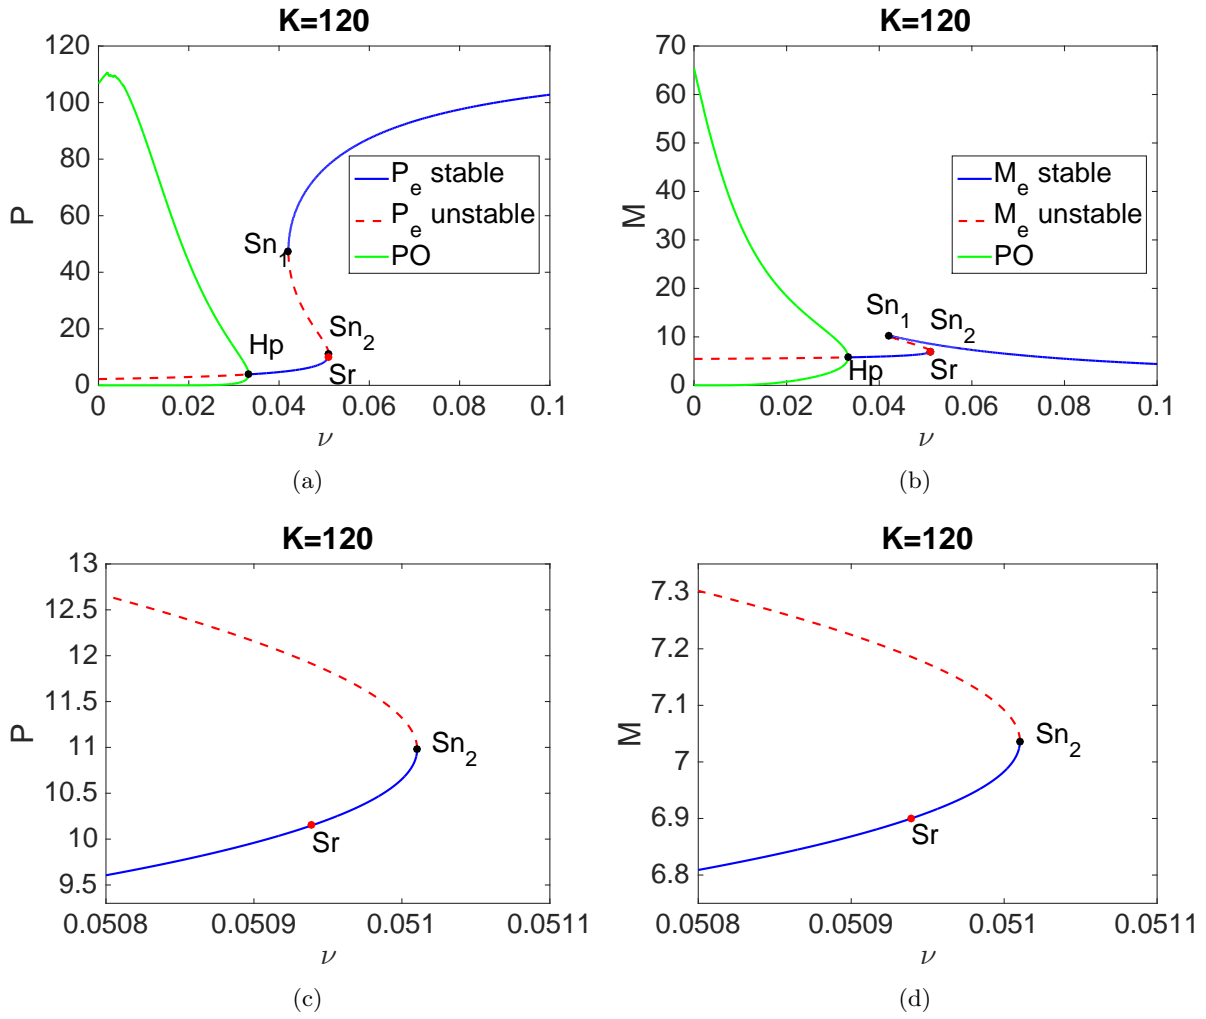 K=120
P
120
100
80
60
40
20
0
Sn1
Hp
Sn2
Sr
P_e stable
P_e unstable
PO
0 0.02 0.04 0.06 0.08 0.1
ν
(a)
K=120
M
70
60
50
40
30
20
10
0
Sn1
Sn2
Hp
Sr
M_e stable
M_e unstable
PO
0 0.02 0.04 0.06 0.08 0.1
ν
(b)
K=120
P
13
12.5
12
11.5
11
10.5
10
9.5
Sn2
Sr
0.0508 0.0509 0.051 0.0511
ν
(c)
K=120
M
7.3
7.2
7.1
7
6.9
6.8
Sn2
Sr
0.0508 0.0509 0.051 0.0511
ν
(d)